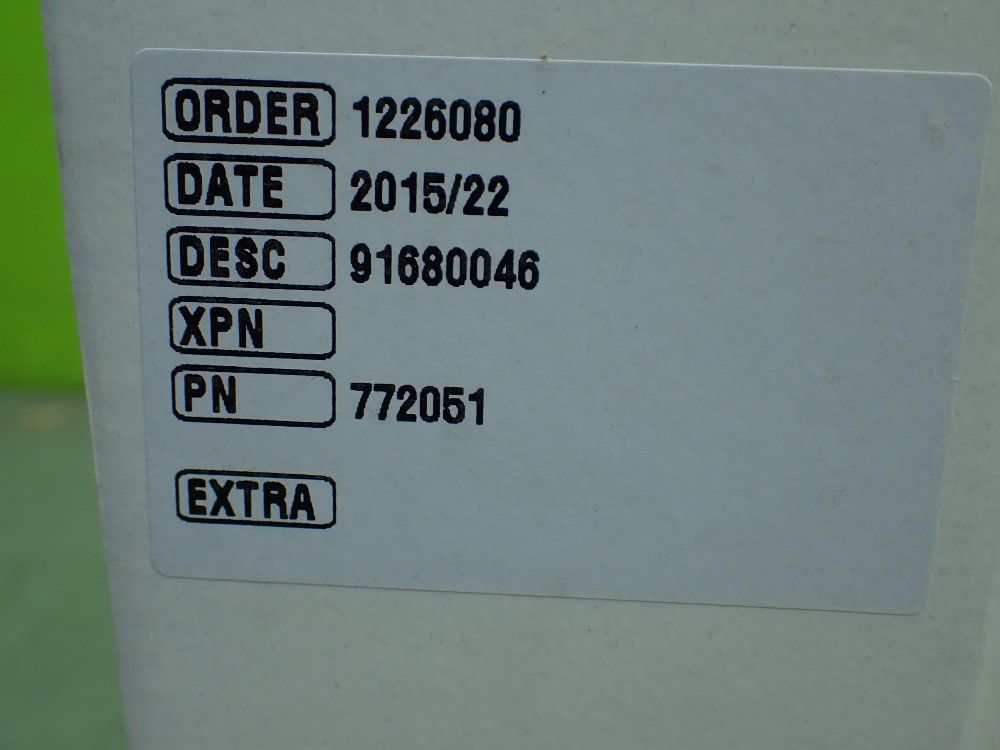 ORDER 1226080
DATE 2015/22
DESC 91680046
XPN
PN 772051
EXTRA